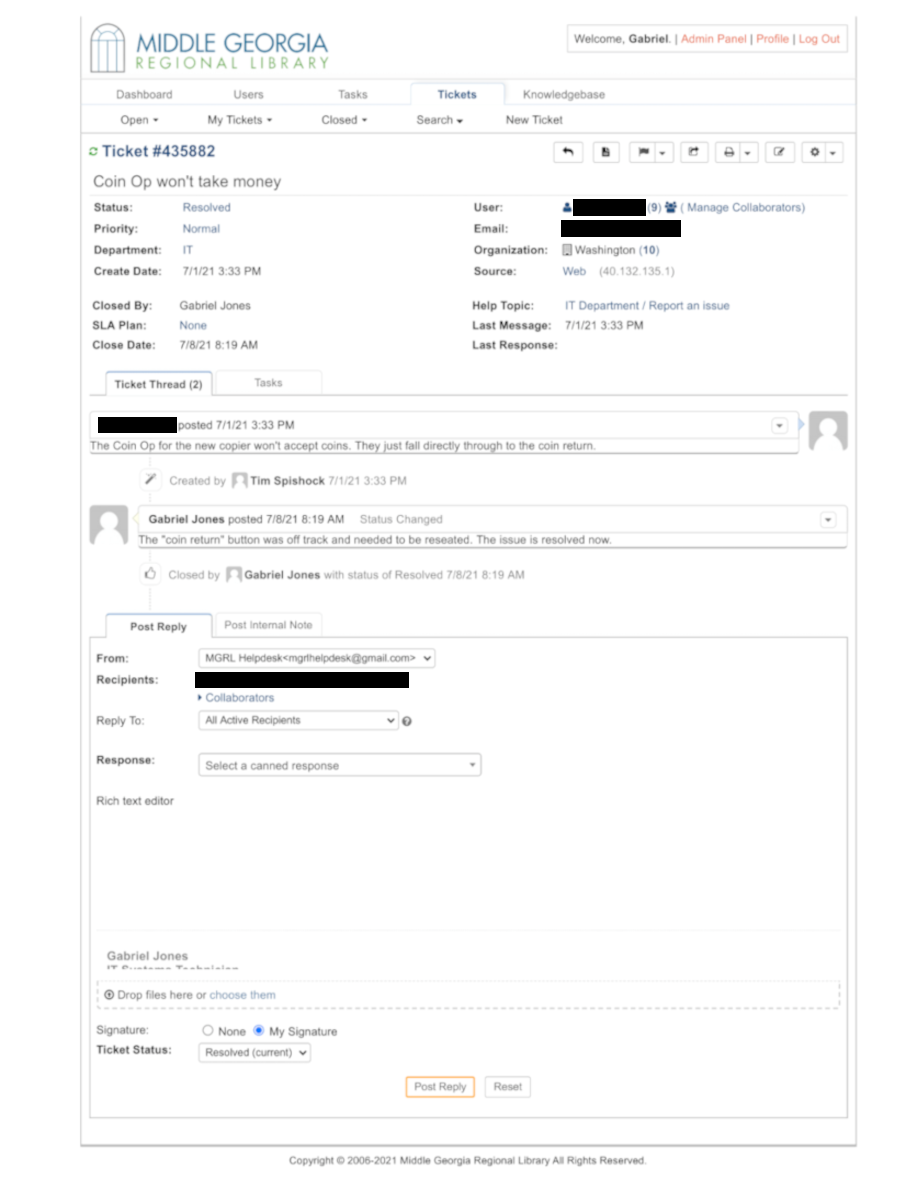 MIDDLE GEORGIA
REGIONAL LIBRARY
Welcome, Gabriel. | Admin Panel | Profile | Log Out
Dashboard Users Tasks Tickets Knowledgebase
Open My Tickets Closed Search New Ticket
Ticket #435882
Coin Op won't take money
Status: Resolved User: (9) ( Manage Collaborators)
Priority: Normal Email:
Department: IT Organization: Washington (10)
Create Date: 7/1/21 3:33 PM Source: Web (40.132.135.1)
Closed By: Gabriel Jones Help Topic: IT Department / Report an issue
SLA Plan: None Last Message: 7/1/21 3:33 PM
Close Date: 7/8/21 8:19 AM Last Response:
Ticket Thread (2) Tasks
posted 7/1/21 3:33 PM
The Coin Op for the new copier won't accept coins. They just fall directly through to the coin return.
Created by Tim Spishock 7/1/21 3:33 PM
Gabriel Jones posted 7/8/21 8:19 AM Status Changed
The "coin return" button was off track and needed to be reseated. The issue is resolved now.
Closed by Gabriel Jones with status of Resolved 7/8/21 8:19 AM
Post Reply Post Internal Note
From: MGRL Helpdesk<mgrlhelpdesk@gmail.com>
Recipients:
Collaborators
Reply To: All Active Recipients
Response: Select a canned response
Rich text editor
Gabriel Jones
IT Systems Technician
Drop files here or choose them
Signature: None My Signature
Ticket Status: Resolved (current)
Post Reply Reset
Copyright © 2006-2021 Middle Georgia Regional Library All Rights Reserved.